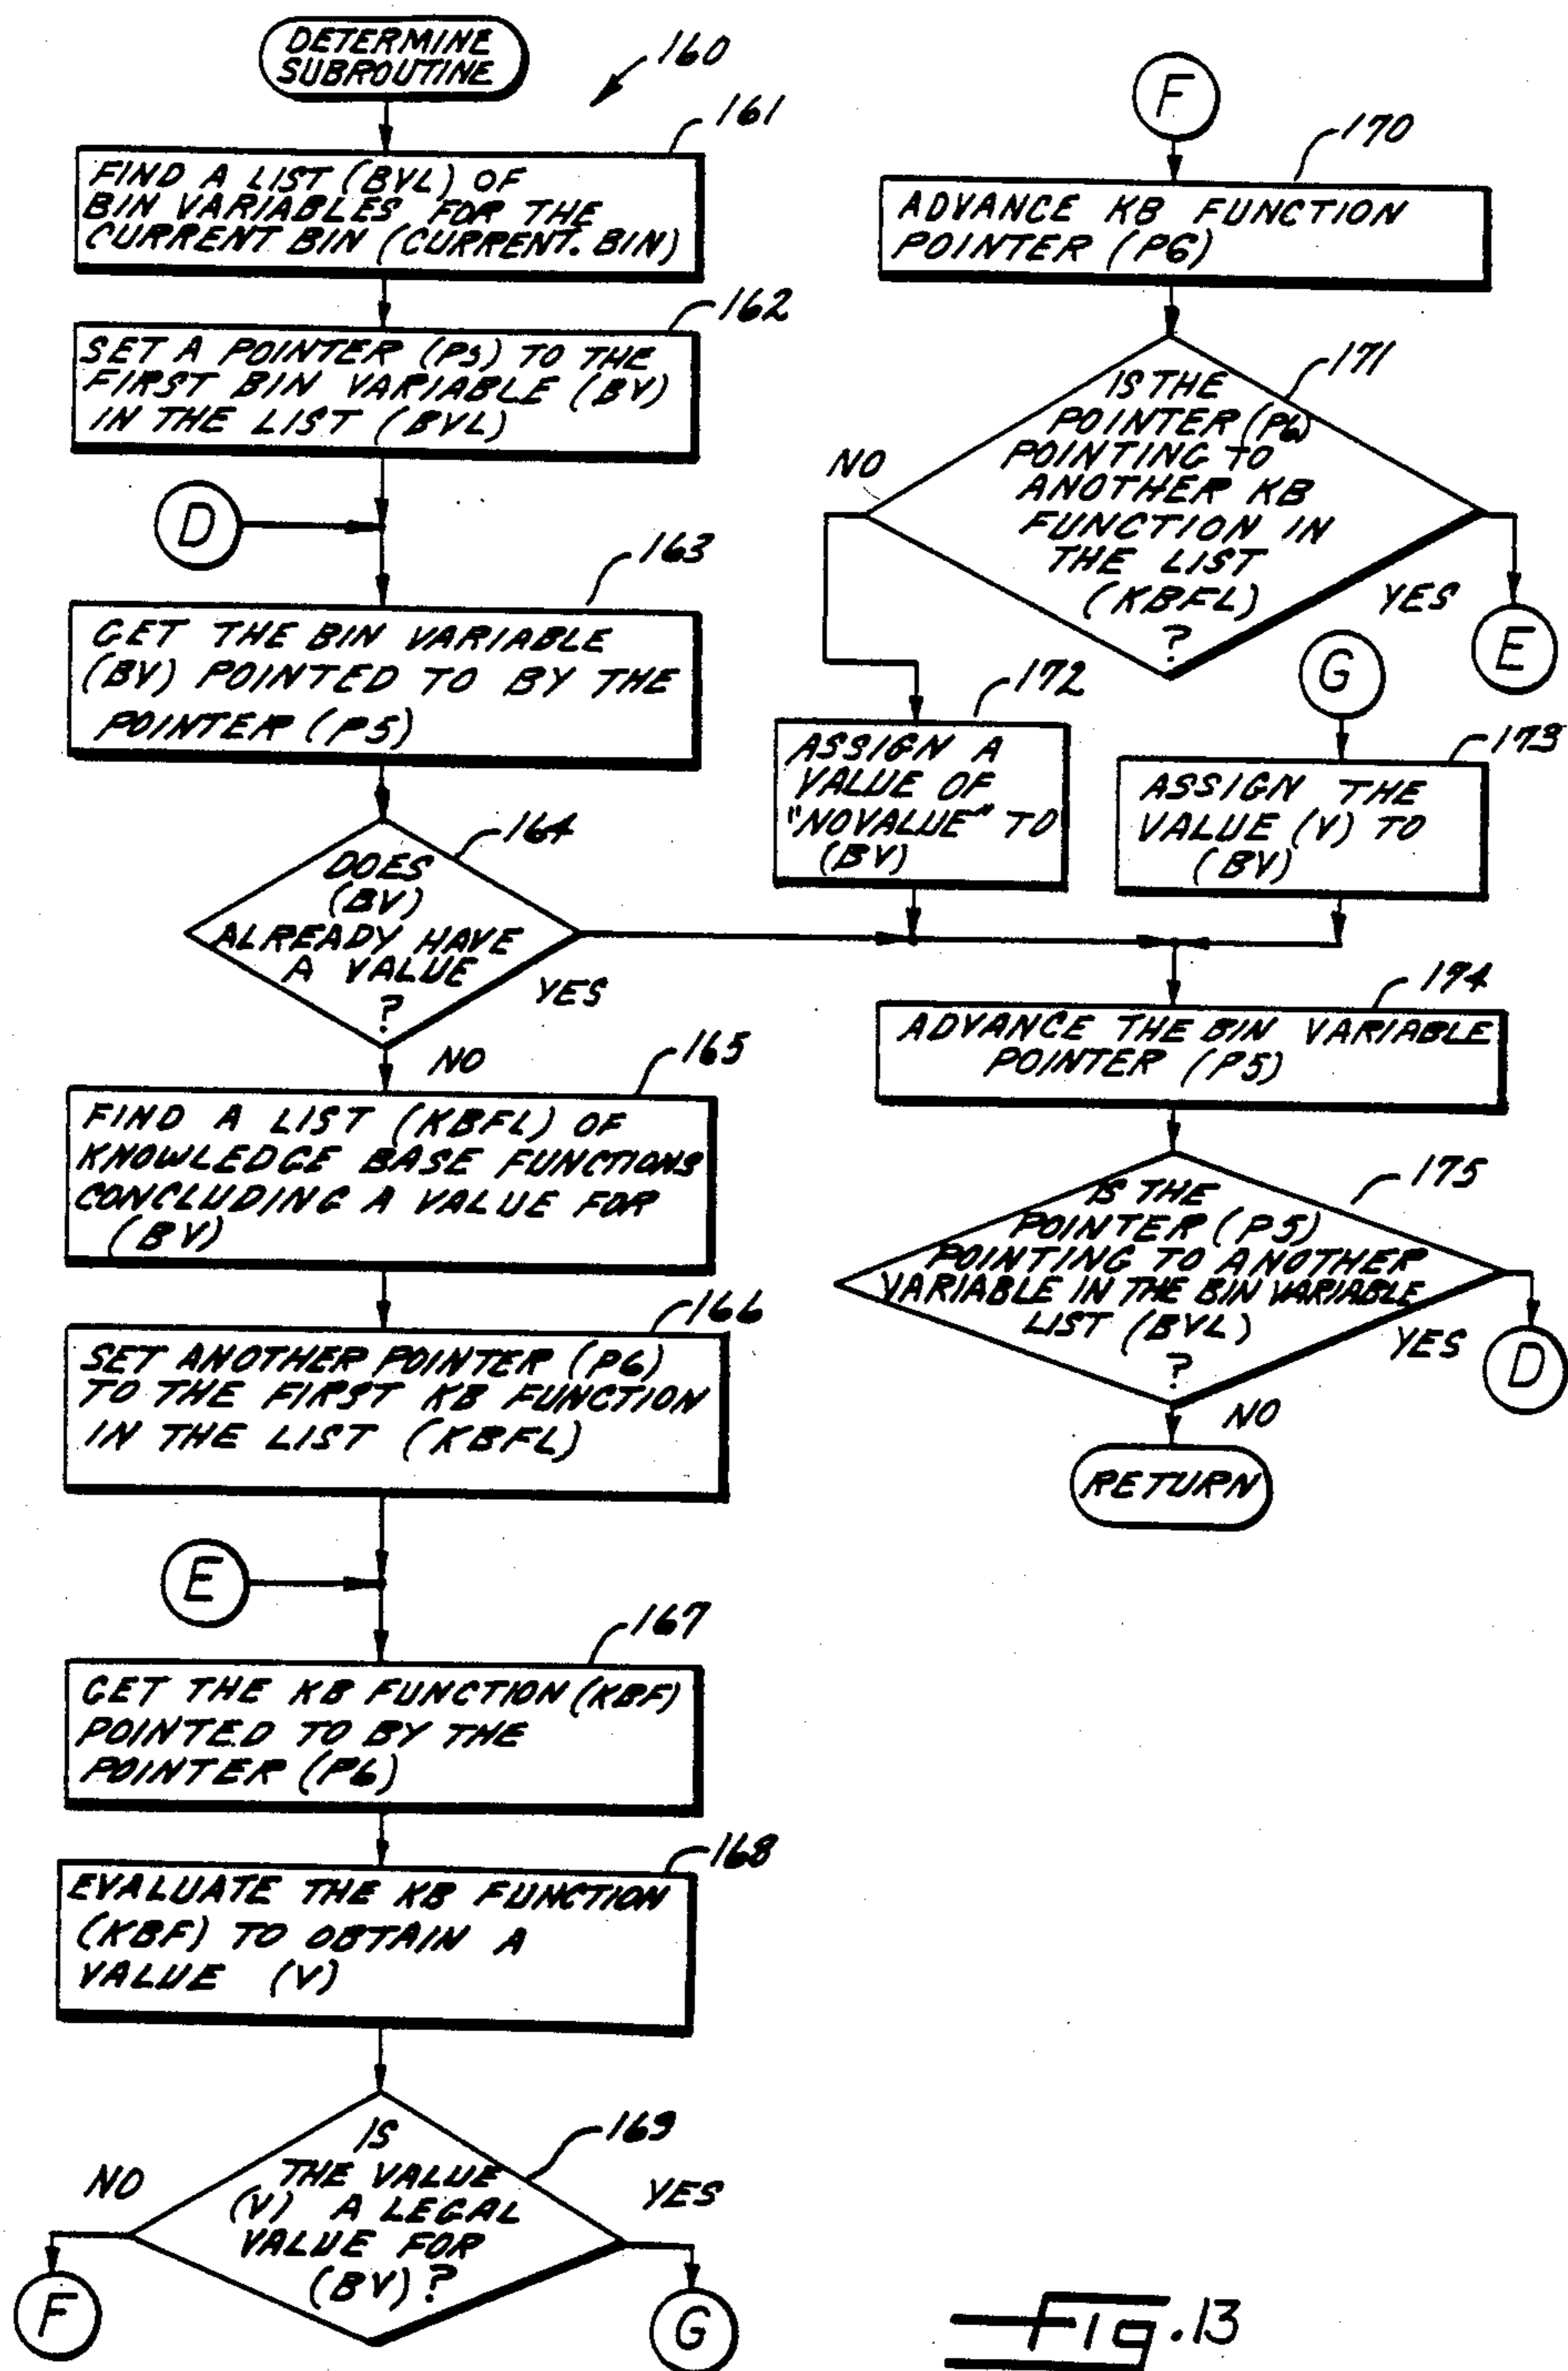 DETERMINE
SUBROUTINE
160
161
FIND A LIST (BVL) OF
BIN VARIABLES FOR THE
CURRENT BIN (CURRENT.BIN)
162
SET A POINTER (P5) TO THE
FIRST BIN VARIABLE (BV)
IN THE LIST (BVL)
D
163
GET THE BIN VARIABLE
(BV) POINTED TO BY THE
POINTER (P5)
164
DOES
(BV)
ALREADY HAVE
A VALUE
?
YES
NO
165
FIND A LIST (KBFL) OF
KNOWLEDGE BASE FUNCTIONS
CONCLUDING A VALUE FOR
(BV)
166
SET ANOTHER POINTER (P6)
TO THE FIRST KB FUNCTION
IN THE LIST (KBFL)
E
167
GET THE KB FUNCTION (KBF)
POINTED TO BY THE
POINTER (P6)
168
EVALUATE THE KB FUNCTION
(KBF) TO OBTAIN A
VALUE (V)
169
IS
THE VALUE
(V) A LEGAL
VALUE FOR
(BV)?
NO
YES
F
G
F
170
ADVANCE KB FUNCTION
POINTER (P6)
171
IS THE
POINTER (P6)
POINTING TO
ANOTHER KB
FUNCTION IN
THE LIST
(KBFL)
?
NO
YES
E
G
172
ASSIGN A
VALUE OF
"NOVALUE" TO
(BV)
173
ASSIGN THE
VALUE (V) TO
(BV)
174
ADVANCE THE BIN VARIABLE
POINTER (P5)
175
IS THE
POINTER (P5)
POINTING TO ANOTHER
VARIABLE IN THE BIN VARIABLE
LIST (BVL)
?
YES
D
NO
RETURN
Fig.13